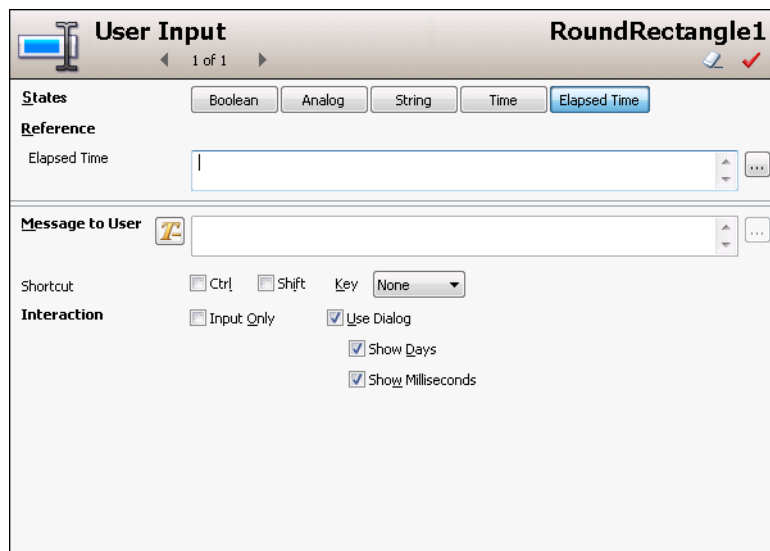 User Input RoundRectangle1
1 of 1
States Boolean Analog String Time Elapsed Time
Reference
Elapsed Time ...
Message to User T ...
Shortcut Ctrl Shift Key None
Interaction Input Only Use Dialog
Show Days
Show Milliseconds